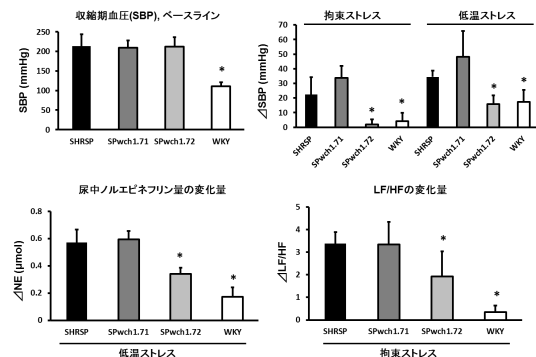 収縮期血圧(SBP), ベースライン
SBP (mmHg)
250
200
150
100
50
0
*
SHRSP
SPwch1.71
SPwch1.72
WKY
拘束ストレス
低温ストレス
⊿SBP (mmHg)
60
50
40
30
20
10
0
*
*
*
*
SHRSP
SPwch1.71
SPwch1.72
WKY
SHRSP
SPwch1.71
SPwch1.72
WKY
尿中ノルエピネフリン量の変化量
⊿NE (μmol)
0.8
0.6
0.4
0.2
0
*
*
SHRSP
SPwch1.71
SPwch1.72
WKY
低温ストレス
LF/HFの変化量
⊿LF/HF
5
4
3
2
1
0
*
*
SHRSP
SPwch1.71
SPwch1.72
WKY
拘束ストレス